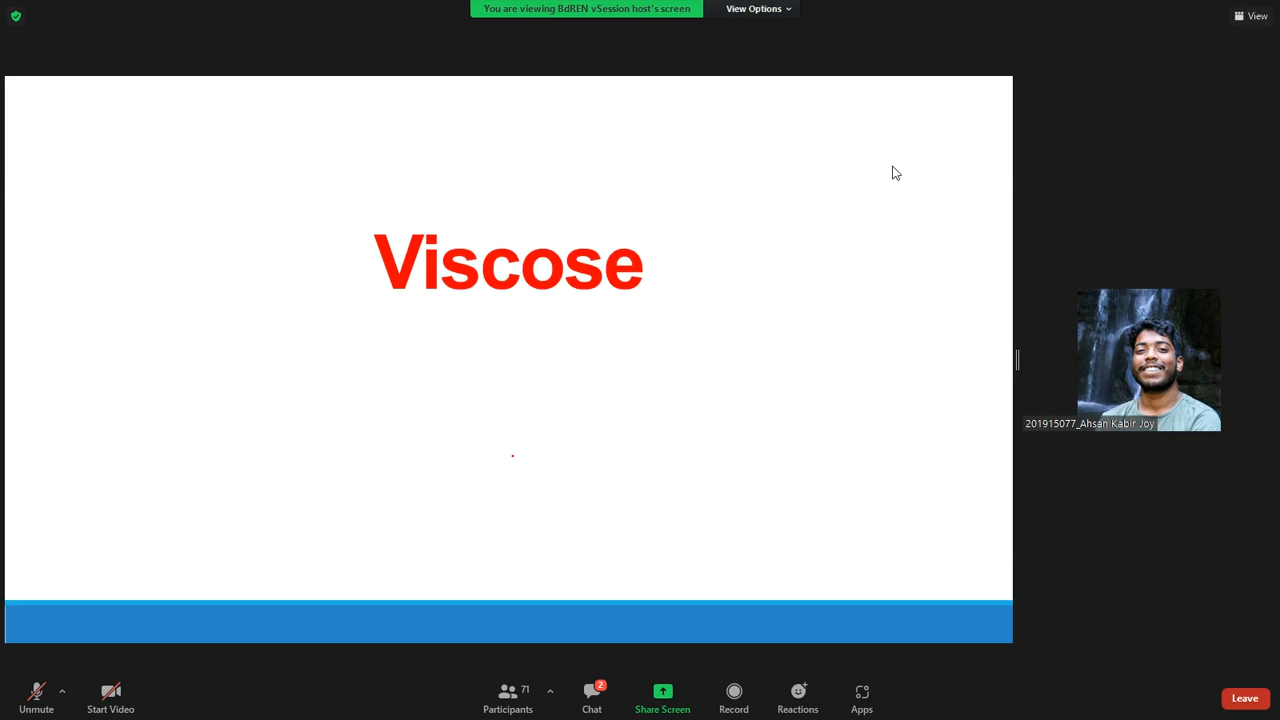 You are viewing BdREN vSession host's screen
View Options
View
Viscose
201915077_Ahsan Kabir Joy
Unmute
Start Video
71
Participants
2
Chat
Share Screen
Record
Reactions
Apps
Leave